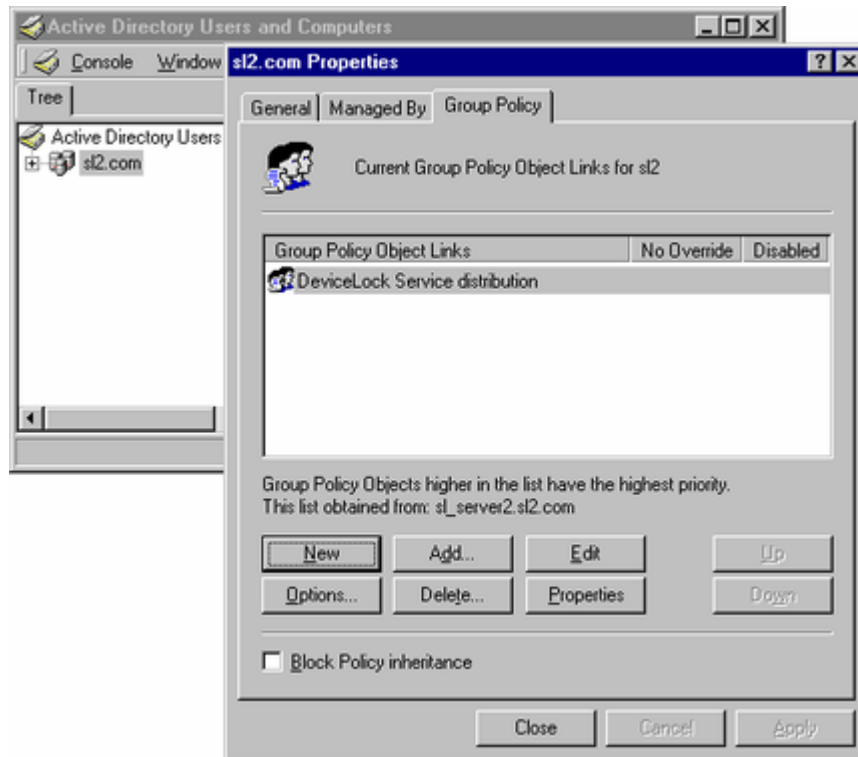 Active Directory Users and Computers
Console Window
Tree
Active Directory Users
sl2.com
sl2.com Properties
General Managed By Group Policy
Current Group Policy Object Links for sl2
Group Policy Object Links No Override Disabled
DeviceLock Service distribution
Group Policy Objects higher in the list have the highest priority.
This list obtained from: sl_server2.sl2.com
New Add... Edit Up
Options... Delete... Properties Down
Block Policy inheritance
Close Cancel Apply